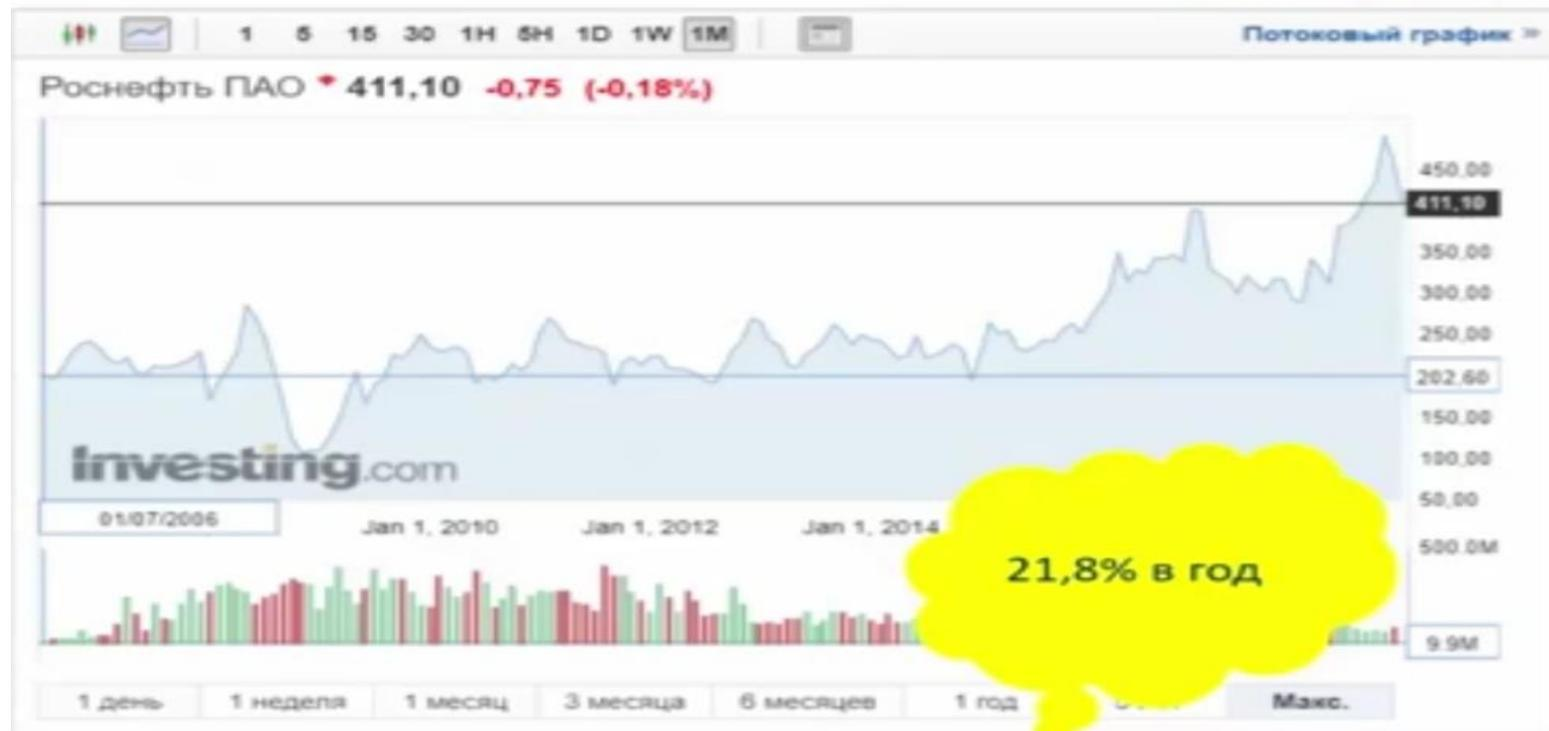 1 5 15 30 1H 5H 1D 1W 1M Потоковый график »
Роснефть ПАО 411,10 -0,75 (-0,18%)
450,00
411,10
350,00
300,00
250,00
202,60
150,00
100,00
50,00
Investing.com
01/07/2006 Jan 1, 2010 Jan 1, 2012 Jan 1, 2014
500.0M
21,8% в год
9.9M
1 день 1 неделя 1 месяц 3 месяца 6 месяцев 1 год Макс.